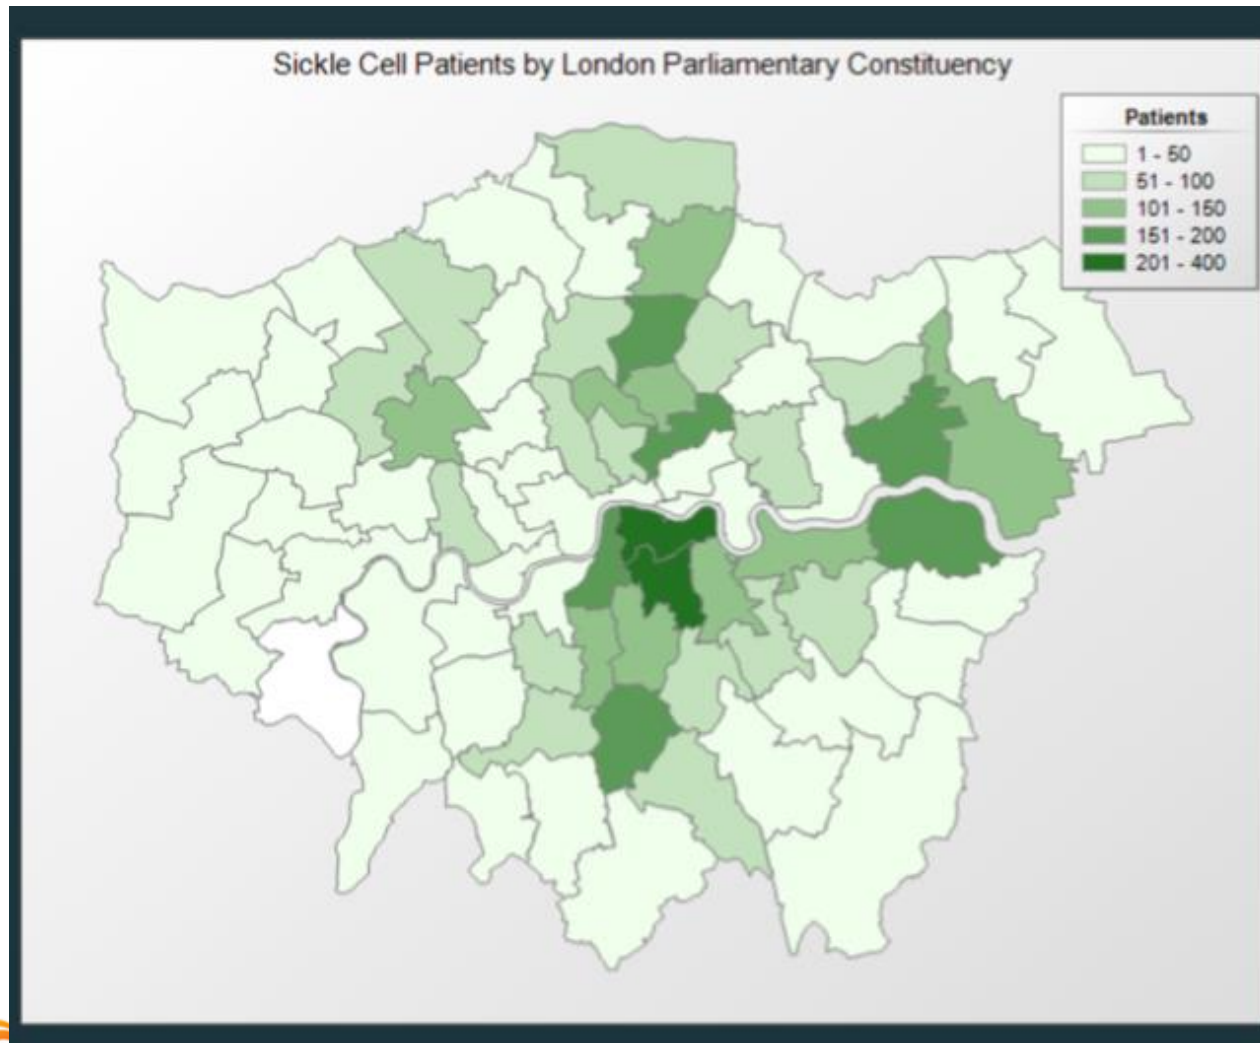 Sickle Cell Patients by London Parliamentary Constituency
Patients
1 - 50
51 - 100
101 - 150
151 - 200
201 - 400